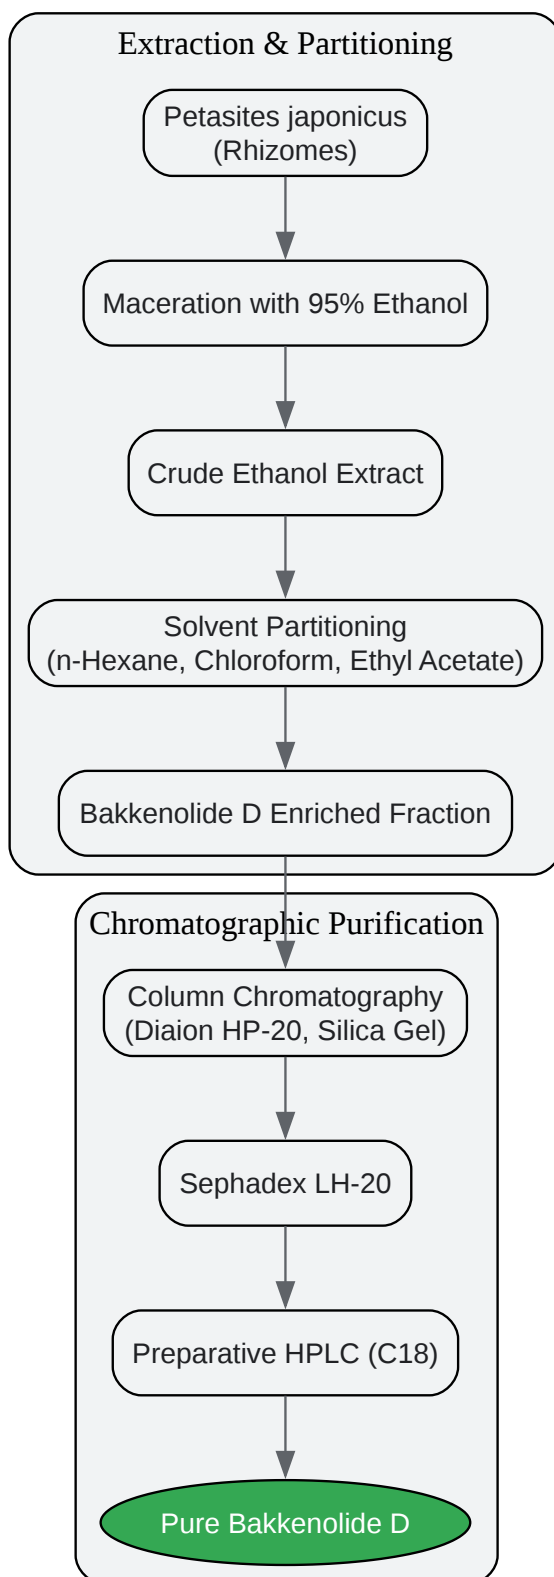 Extraction & Partitioning
Petasites japonicus
(Rhizomes)
Maceration with 95% Ethanol
Crude Ethanol Extract
Solvent Partitioning
(n-Hexane, Chloroform, Ethyl Acetate)
Bakkenolide D Enriched Fraction
Chromatographic Purification
Column Chromatography
(Diaion HP-20, Silica Gel)
Sephadex LH-20
Preparative HPLC (C18)
Pure Bakkenolide D